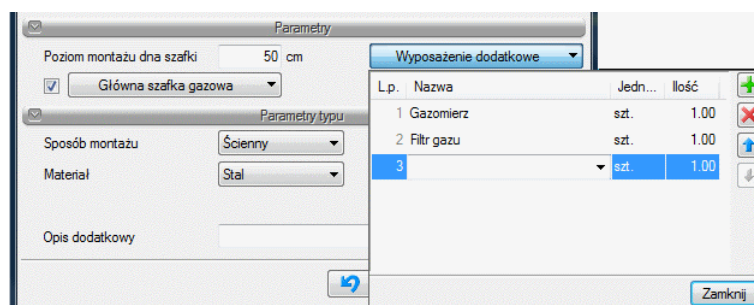 Parametry
Poziom montażu dna szafki 50 cm Wyposażenie dodatkowe
Główna szafka gazowa
L.p. Nazwa Jedn... Ilość
1 Gazomierz szt. 1.00
Parametry typu
2 Filtr gazu szt. 1.00
Sposób montażu Ścienny
3 szt. 1.00
Materiał Stal
Opis dodatkowy
Zamknij